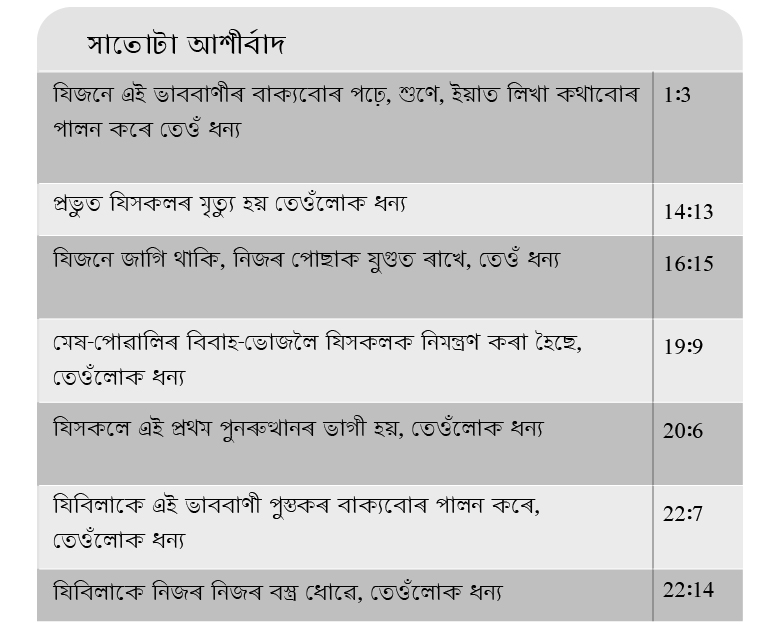 সাতোটা আশীৰ্বাদ
যিজনে এই ভাববাণীৰ বাক্যবোৰ পঢ়ে, শুণে, ইয়াত লিখা কথাবোৰ 1:3
পালন কৰে তেওঁ ধন্য
প্ৰভুত যিসকলৰ মৃত্যু হয় তেওঁলোক ধন্য 14:13
যিজনে জাগি থাকি, নিজৰ পোছাক যুগুত ৰাখে, তেওঁ ধন্য 16:15
মেষ-পোৱালিৰ বিবাহ-ভোজলৈ যিসকলক নিমন্ত্ৰণ কৰা হৈছে, 19:9
তেওঁলোক ধন্য
যিসকলে এই প্ৰথম পুনৰুত্থানৰ ভাগী হয়, তেওঁলোক ধন্য 20:6
যিবিলাকে এই ভাববাণী পুস্তকৰ বাক্যবোৰ পালন কৰে, 22:7
তেওঁলোক ধন্য
যিবিলাকে নিজৰ নিজৰ বস্ত্ৰ ধোৱে, তেওঁলোক ধন্য 22:14